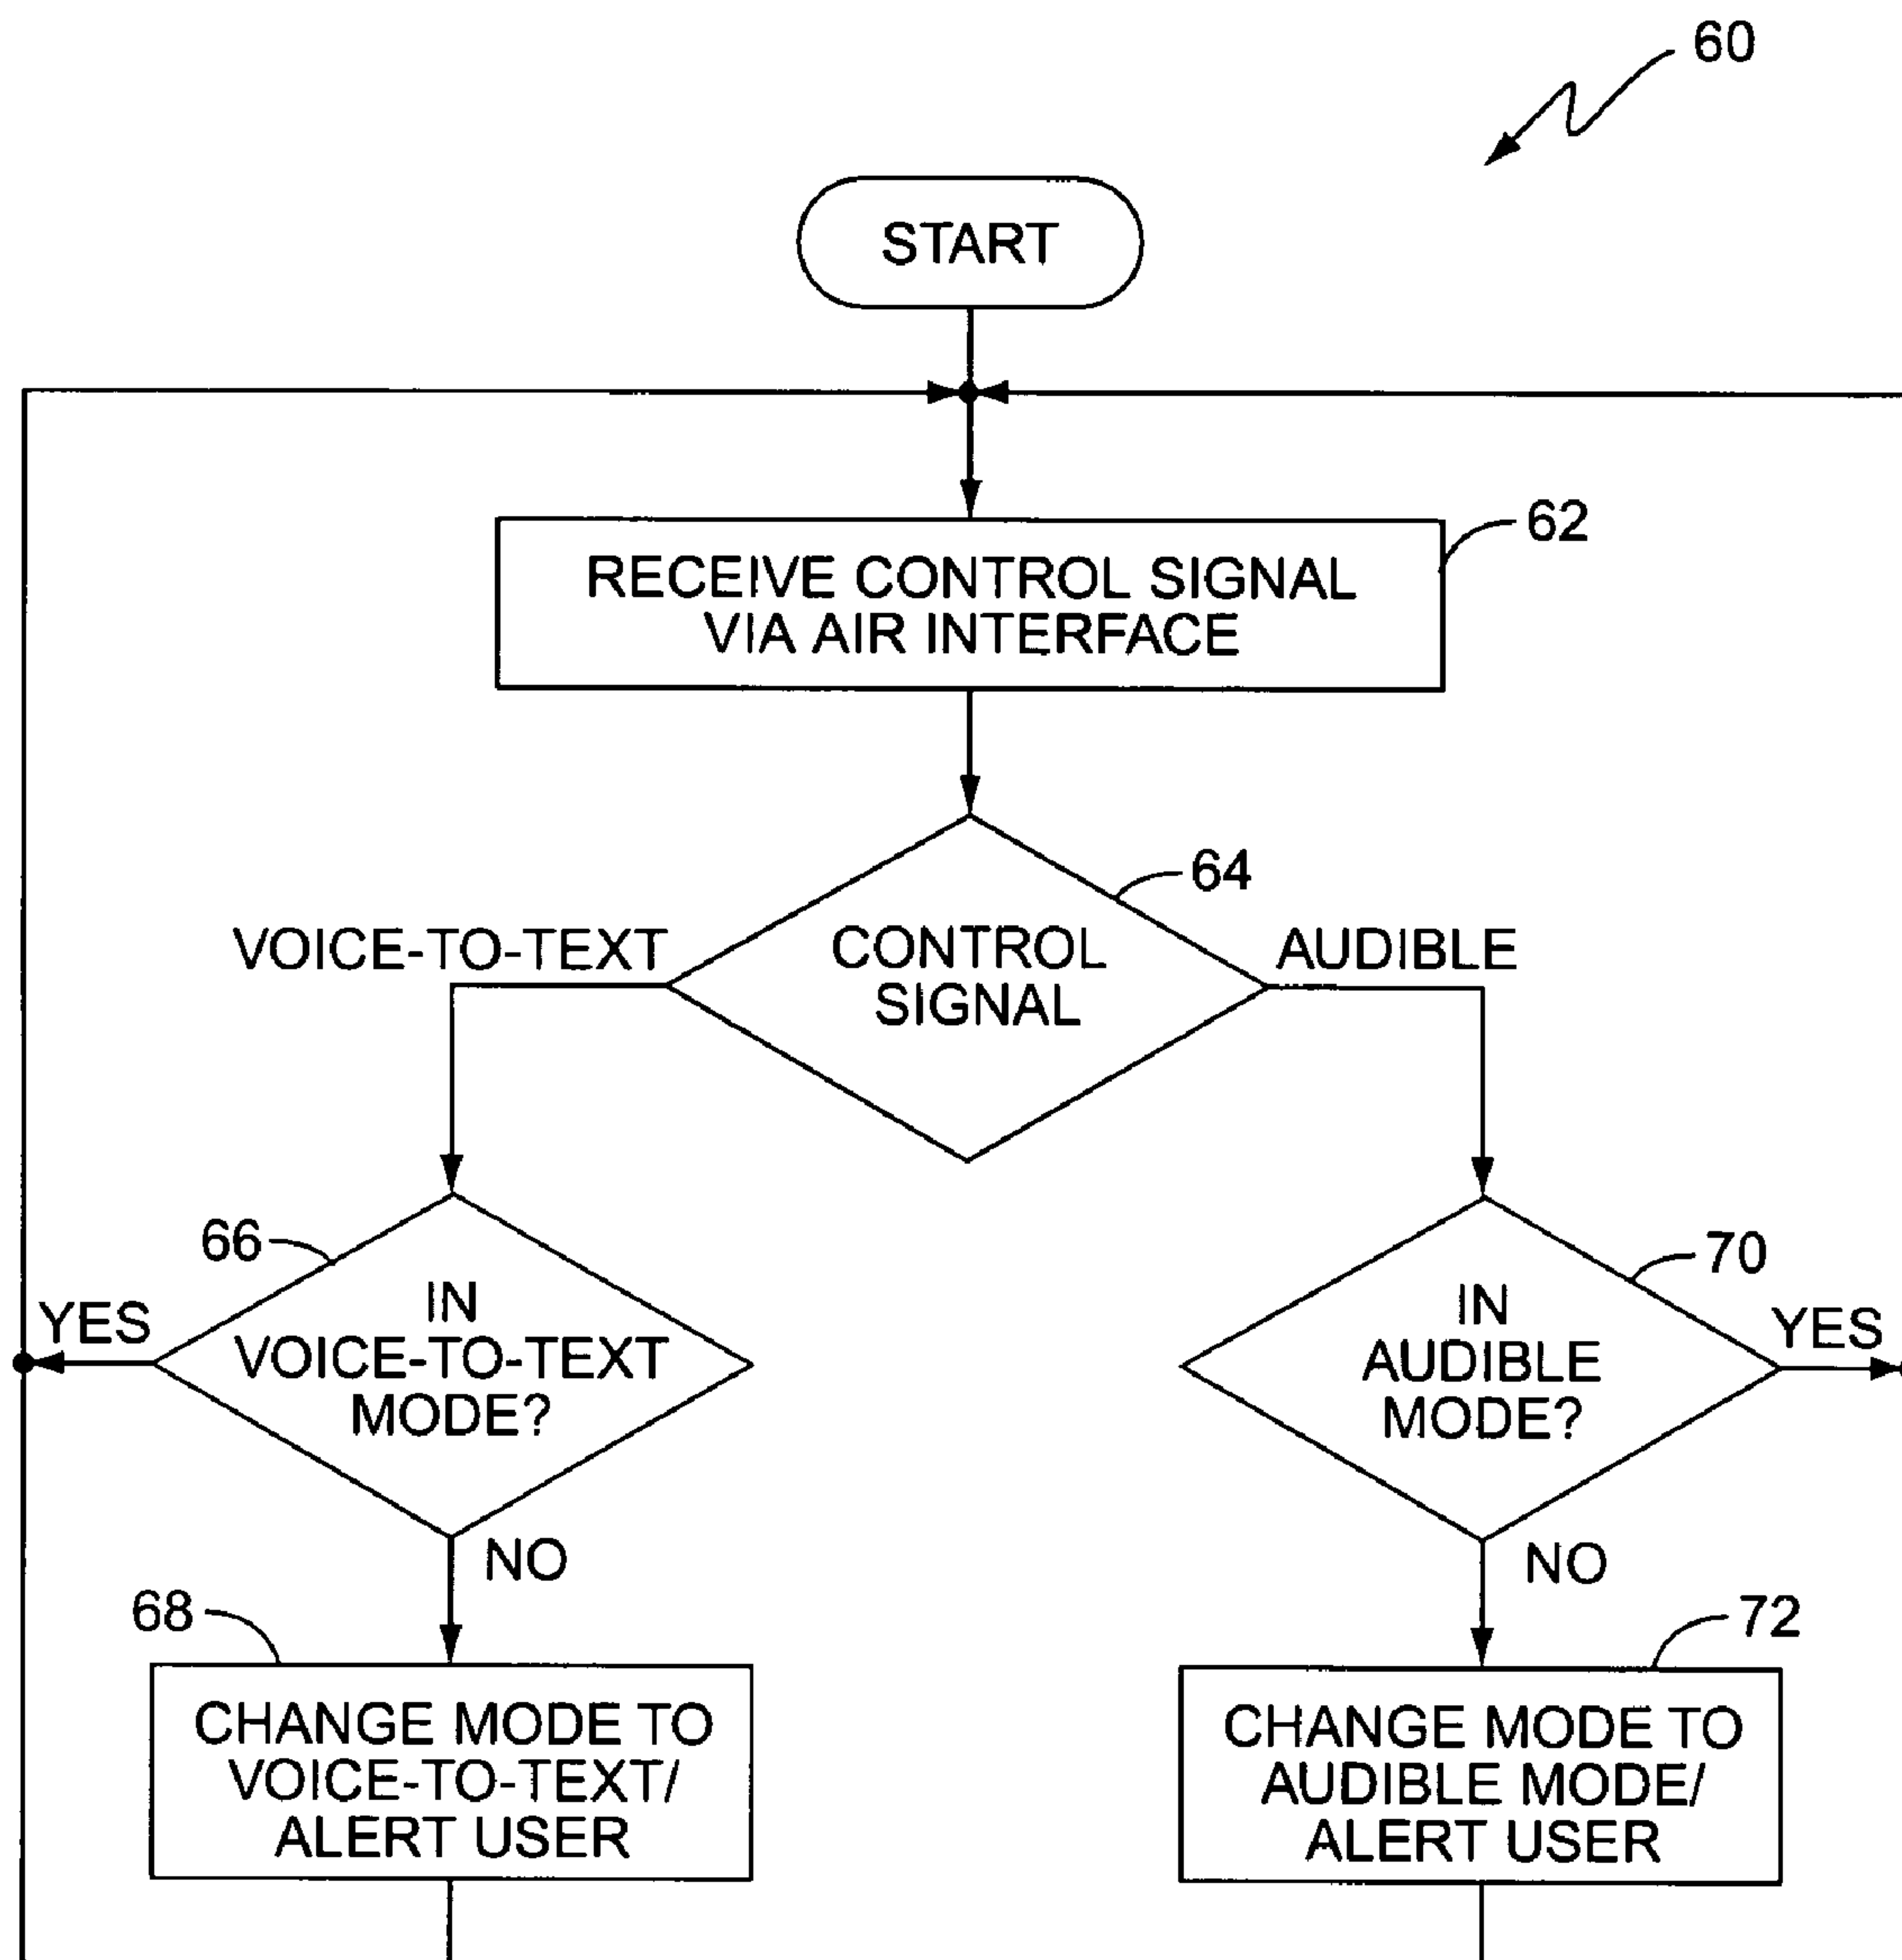 60
START
62
RECEIVE CONTROL SIGNAL
VIA AIR INTERFACE
64
VOICE-TO-TEXT
CONTROL
SIGNAL
AUDIBLE
66
YES
IN
VOICE-TO-TEXT
MODE?
NO
70
IN
AUDIBLE
MODE?
YES
NO
68
CHANGE MODE TO
VOICE-TO-TEXT/
ALERT USER
72
CHANGE MODE TO
AUDIBLE MODE/
ALERT USER